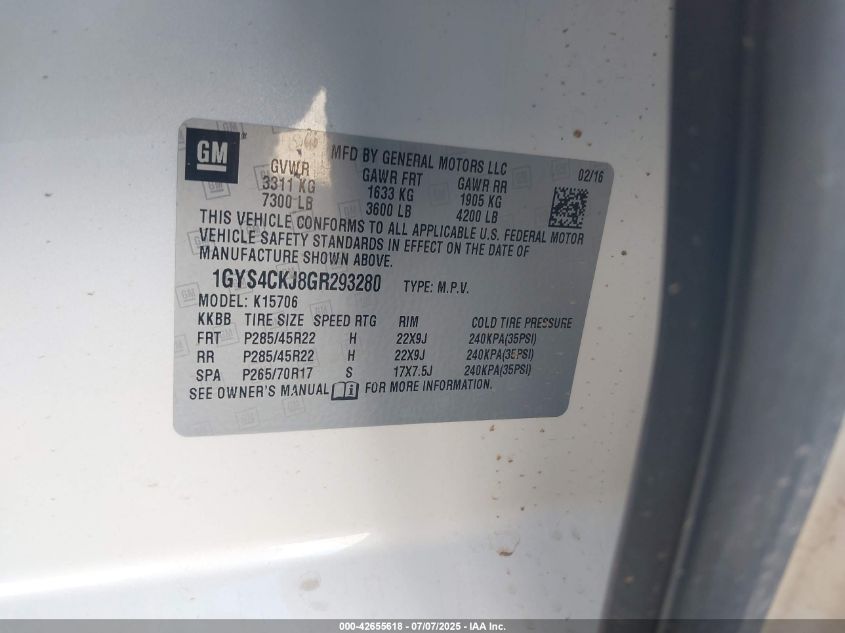 GM
MFD BY GENERAL MOTORS LLC
02/16
GVWR GAWR FRT GAWR RR
3311 KG 1633 KG 1905 KG
7300 LB 3600 LB 4200 LB
THIS VEHICLE CONFORMS TO ALL APPLICABLE U.S. FEDERAL MOTOR
VEHICLE SAFETY STANDARDS IN EFFECT ON THE DATE OF
MANUFACTURE SHOWN ABOVE.
1GYS4CKJ8GR293280 TYPE: M.P.V.
MODEL: K15706
KKBB TIRE SIZE SPEED RTG RIM COLD TIRE PRESSURE
FRT P285/45R22 H 22X9J 240KPA(35PSI)
RR P285/45R22 H 22X9J 240KPA(35PSI)
SPA P265/70R17 S 17X7.5J 240KPA(35PSI)
SEE OWNER'S MANUAL FOR MORE INFORMATION.
000-42655618 - 07/07/2025 - IAA Inc.